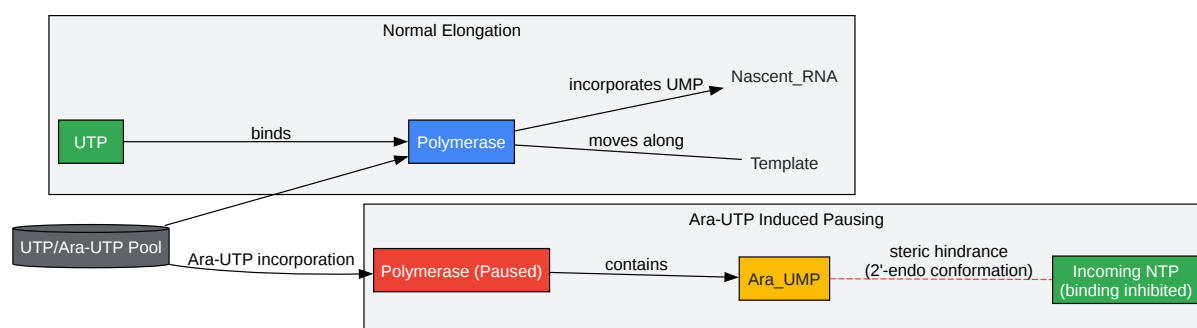 Normal Elongation
incorporates UMP
Nascent_RNA
UTP
binds
Polymerase
moves along
Template
UTP/Ara-UTP Pool
Ara-UTP Induced Pausing
Ara-UTP incorporation
Polymerase (Paused)
contains
Ara_UMP
steric hindrance
(2'-endo conformation)
Incoming NTP
(binding inhibited)